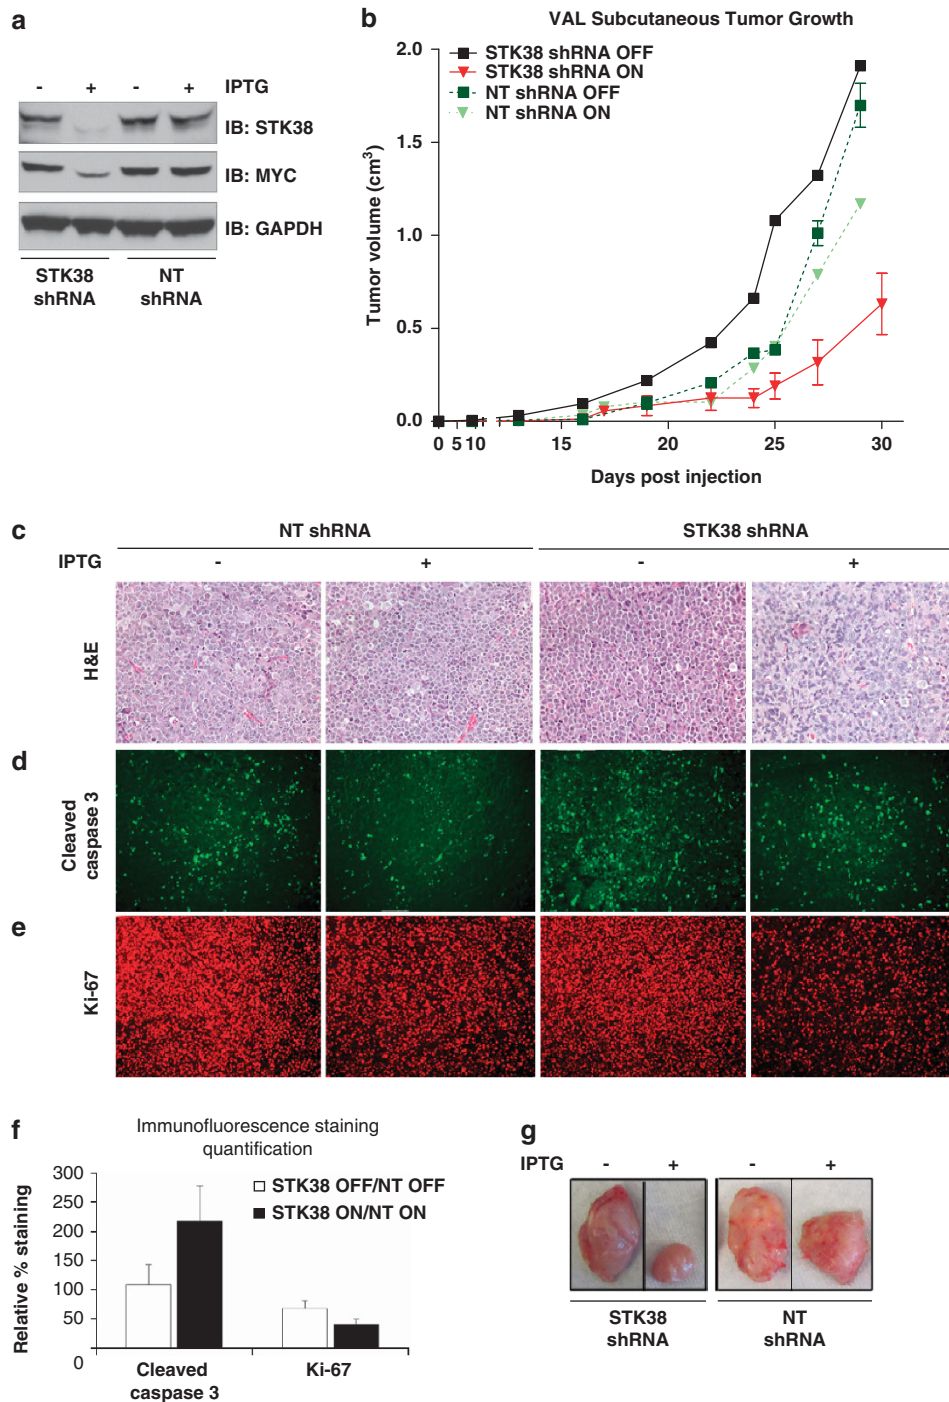 a
- + - + IPTG
IB: STK38
IB: MYC
IB: GAPDH
STK38 shRNA
NT shRNA
b
VAL Subcutaneous Tumor Growth
STK38 shRNA OFF
STK38 shRNA ON
NT shRNA OFF
NT shRNA ON
Tumor volume (cm³)
2.0
1.5
1.0
0.5
0.0
0 5 10 15 20 25 30
Days post injection
c
NT shRNA STK38 shRNA
IPTG - + - +
H&E
d
Cleaved caspase 3
e
Ki-67
f
Immunofluorescence staining
quantification
Relative % staining
300
250
200
150
100
50
0
STK38 OFF/NT OFF
STK38 ON/NT ON
Cleaved caspase 3
Ki-67
g
IPTG - + - +
STK38 shRNA
NT shRNA